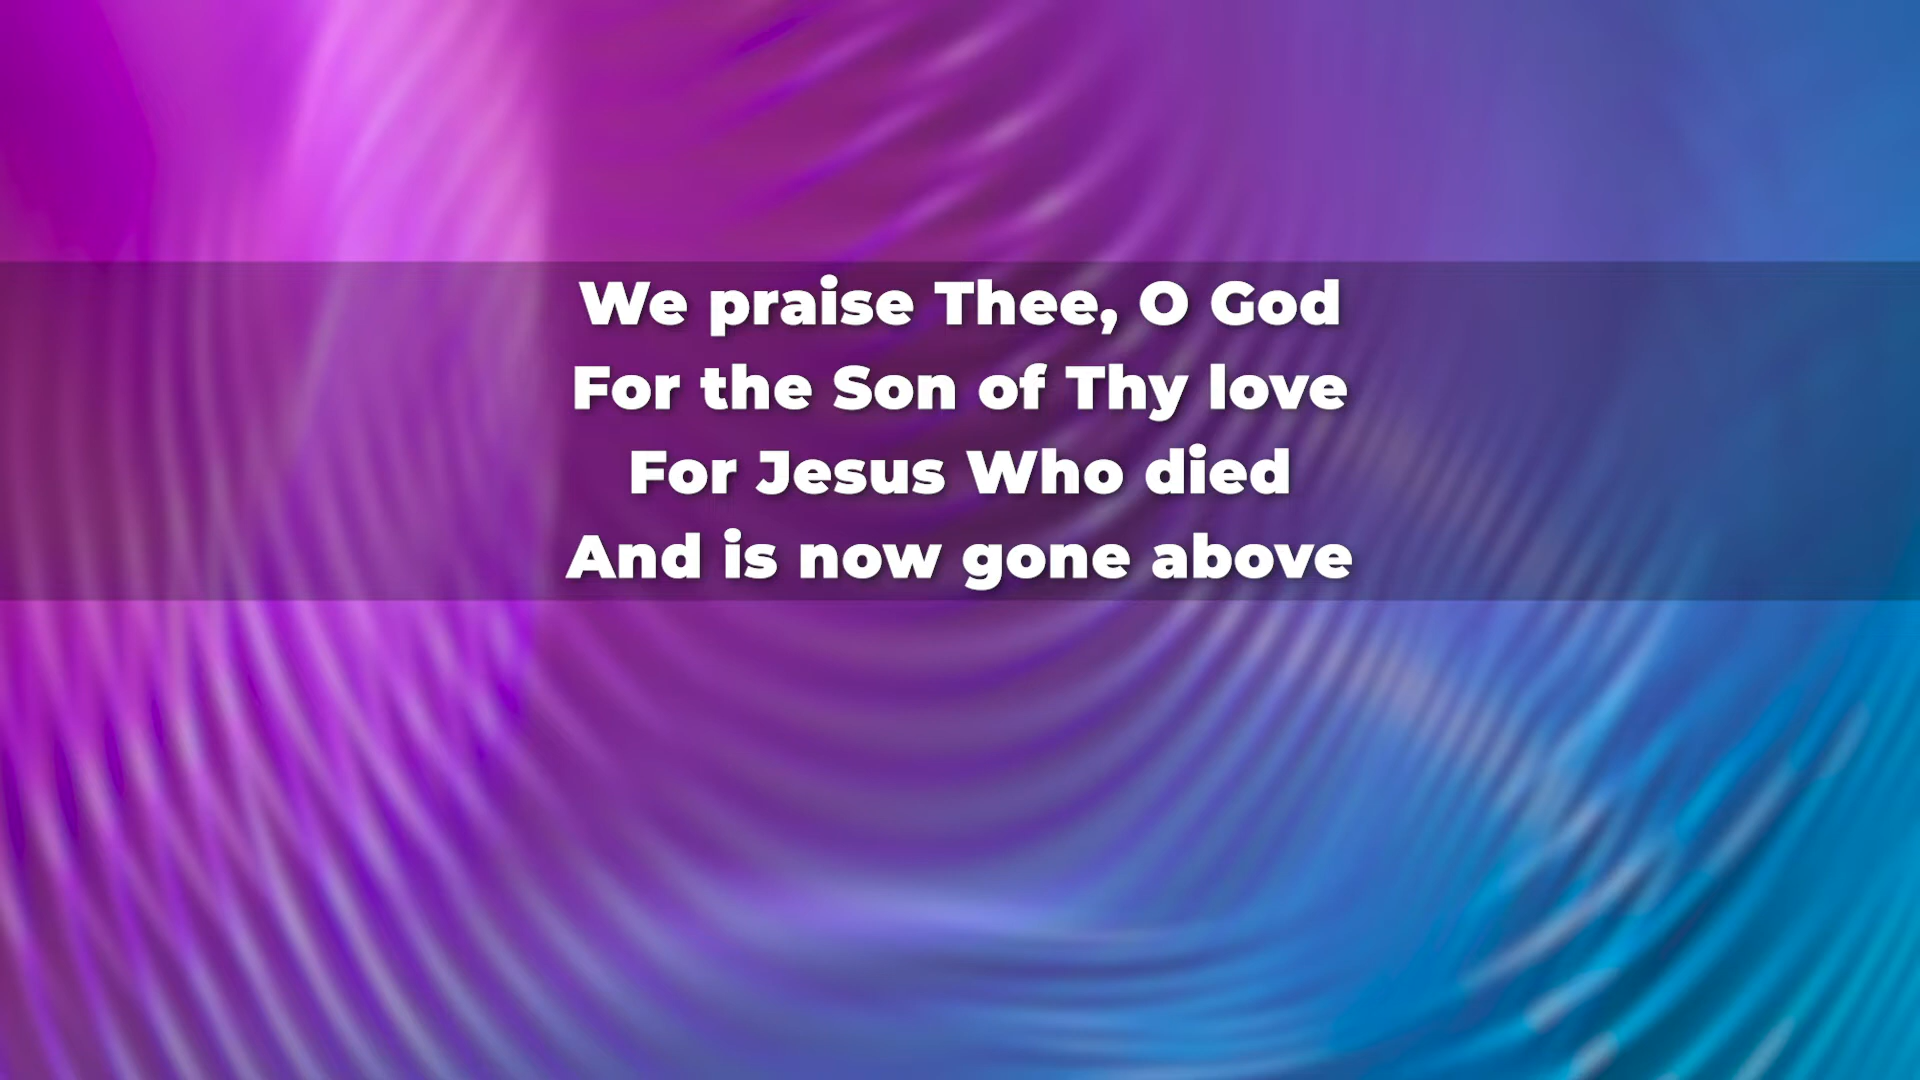 We praise Thee, O God
For the Son of Thy love
For Jesus Who died
And is now gone above